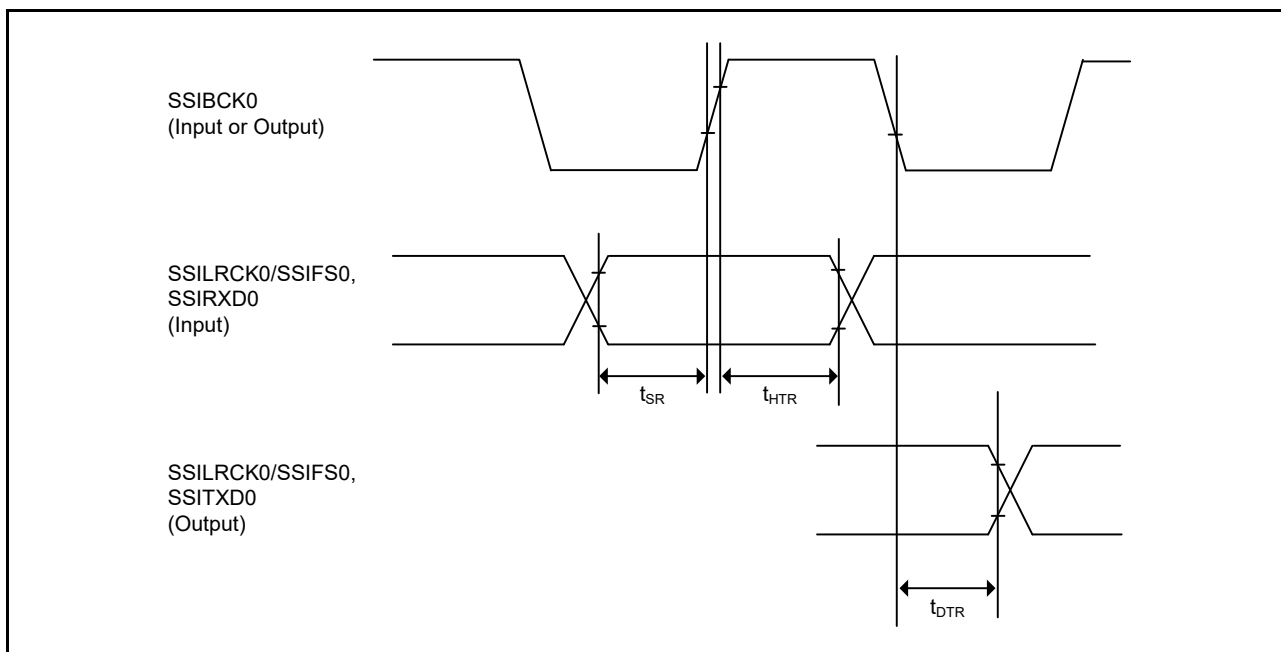 SSIBCK0
(Input or Output)
SSILRCK0/SSIFS0,
SSIRXD0
(Input)
tSR
tHTR
SSILRCK0/SSIFS0,
SSITXD0
(Output)
tDTR